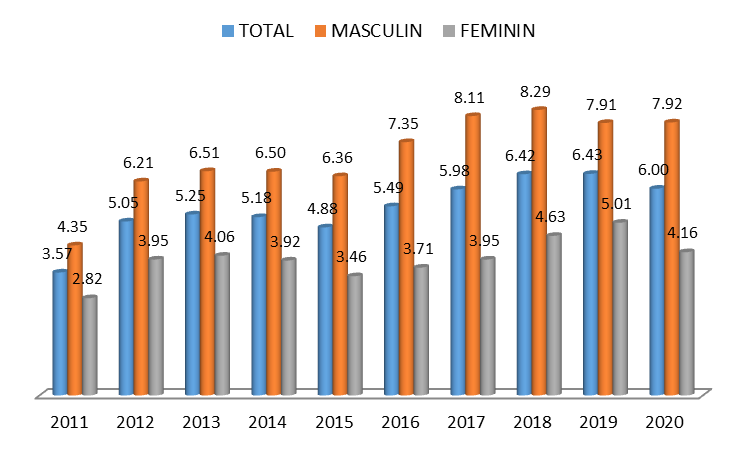 TOTAL MASCULIN FEMININ
3.57 4.35 2.82
5.05 6.21 3.95
5.25 6.51 4.06
5.18 6.50 3.92
4.88 6.36 3.46
5.49 7.35 3.71
5.98 8.11 3.95
6.42 8.29 4.63
6.43 7.91 5.01
6.00 7.92 4.16
2011 2012 2013 2014 2015 2016 2017 2018 2019 2020